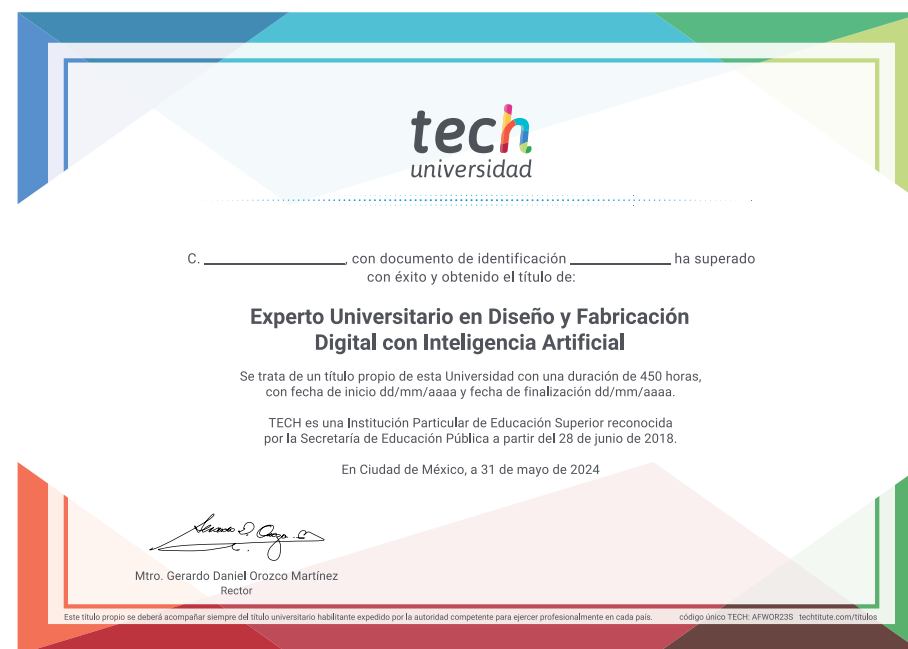 tech
universidad
C. ____________________, con documento de identificación ______________ ha superado
con éxito y obtenido el título de:
Experto Universitario en Diseño y Fabricación
Digital con Inteligencia Artificial
Se trata de un título propio de esta Universidad con una duración de 450 horas,
con fecha de inicio dd/mm/aaaa y fecha de finalización dd/mm/aaaa.
TECH es una Institución Particular de Educación Superior reconocida
por la Secretaría de Educación Pública a partir del 28 de junio de 2018.
En Ciudad de México, a 31 de mayo de 2024
Mtro. Gerardo Daniel Orozco Martínez
Rector
Este título propio se deberá acompañar siempre del título universitario habilitante expedido por la autoridad competente para ejercer profesionalmente en cada país. código único TECH: AFWOR23S techtitute.com/titulos